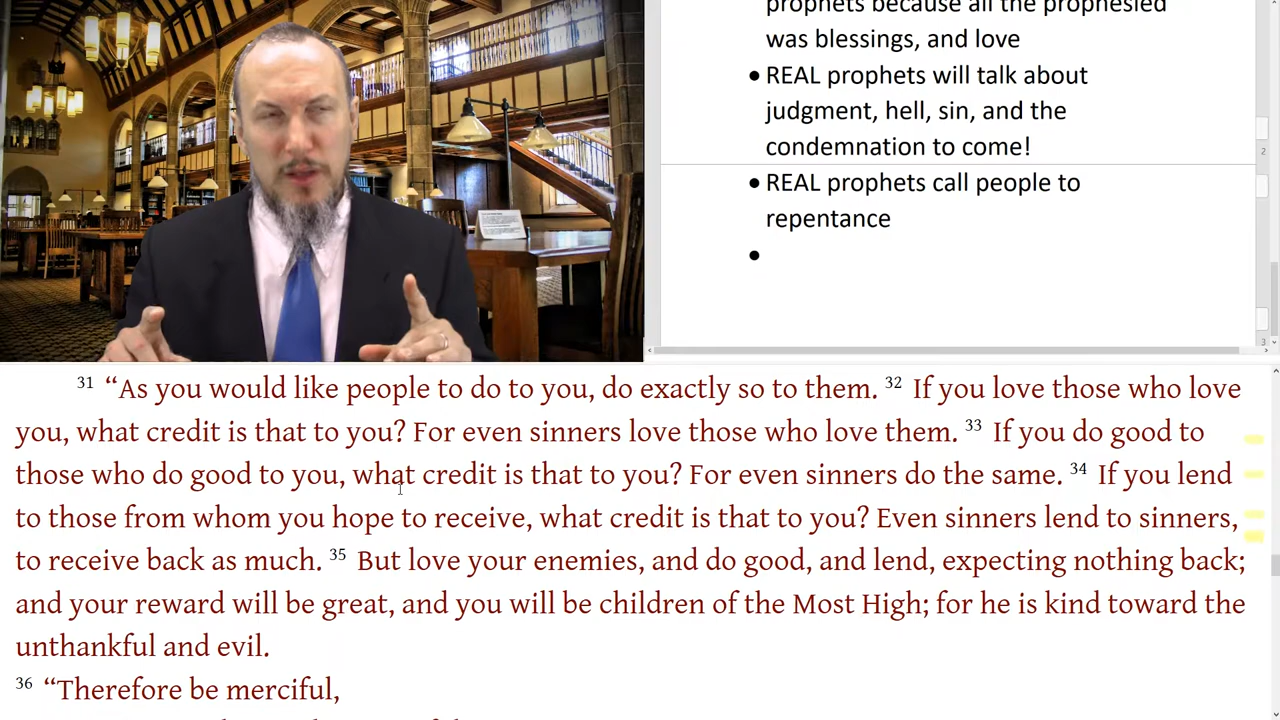 prophets because all the prophesied
was blessings, and love
• REAL prophets will talk about
judgment, hell, sin, and the
condemnation to come!
• REAL prophets call people to
repentance
•
2
3
31 “As you would like people to do to you, do exactly so to them. 32 If you love those who love
you, what credit is that to you? For even sinners love those who love them. 33 If you do good to
those who do good to you, what credit is that to you? For even sinners do the same. 34 If you lend
to those from whom you hope to receive, what credit is that to you? Even sinners lend to sinners,
to receive back as much. 35 But love your enemies, and do good, and lend, expecting nothing back;
and your reward will be great, and you will be children of the Most High; for he is kind toward the
unthankful and evil.
36 “Therefore be merciful,